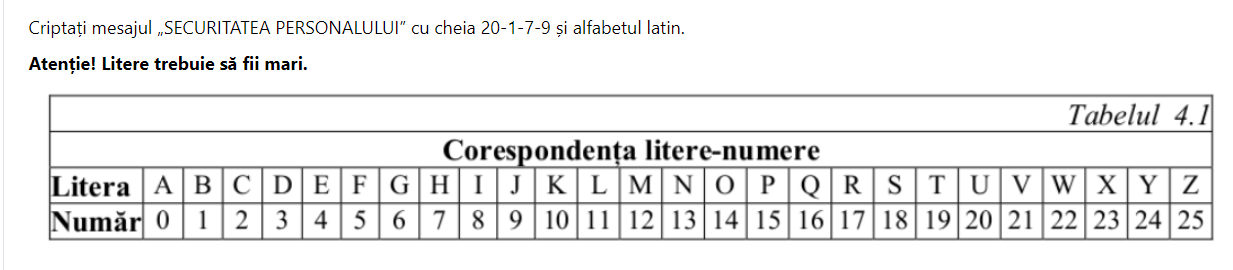 Criptați mesajul „SECURITATEA PERSONALULUI” cu cheia 20-1-7-9 și alfabetul latin.
Atenție! Litere trebuie să fii mari.
Tabelul 4.1
Corespondența litere-numere
Litera A B C D E F G H I J K L M N O P Q R S T U V W X Y Z
Număr 0 1 2 3 4 5 6 7 8 9 10 11 12 13 14 15 16 17 18 19 20 21 22 23 24 25